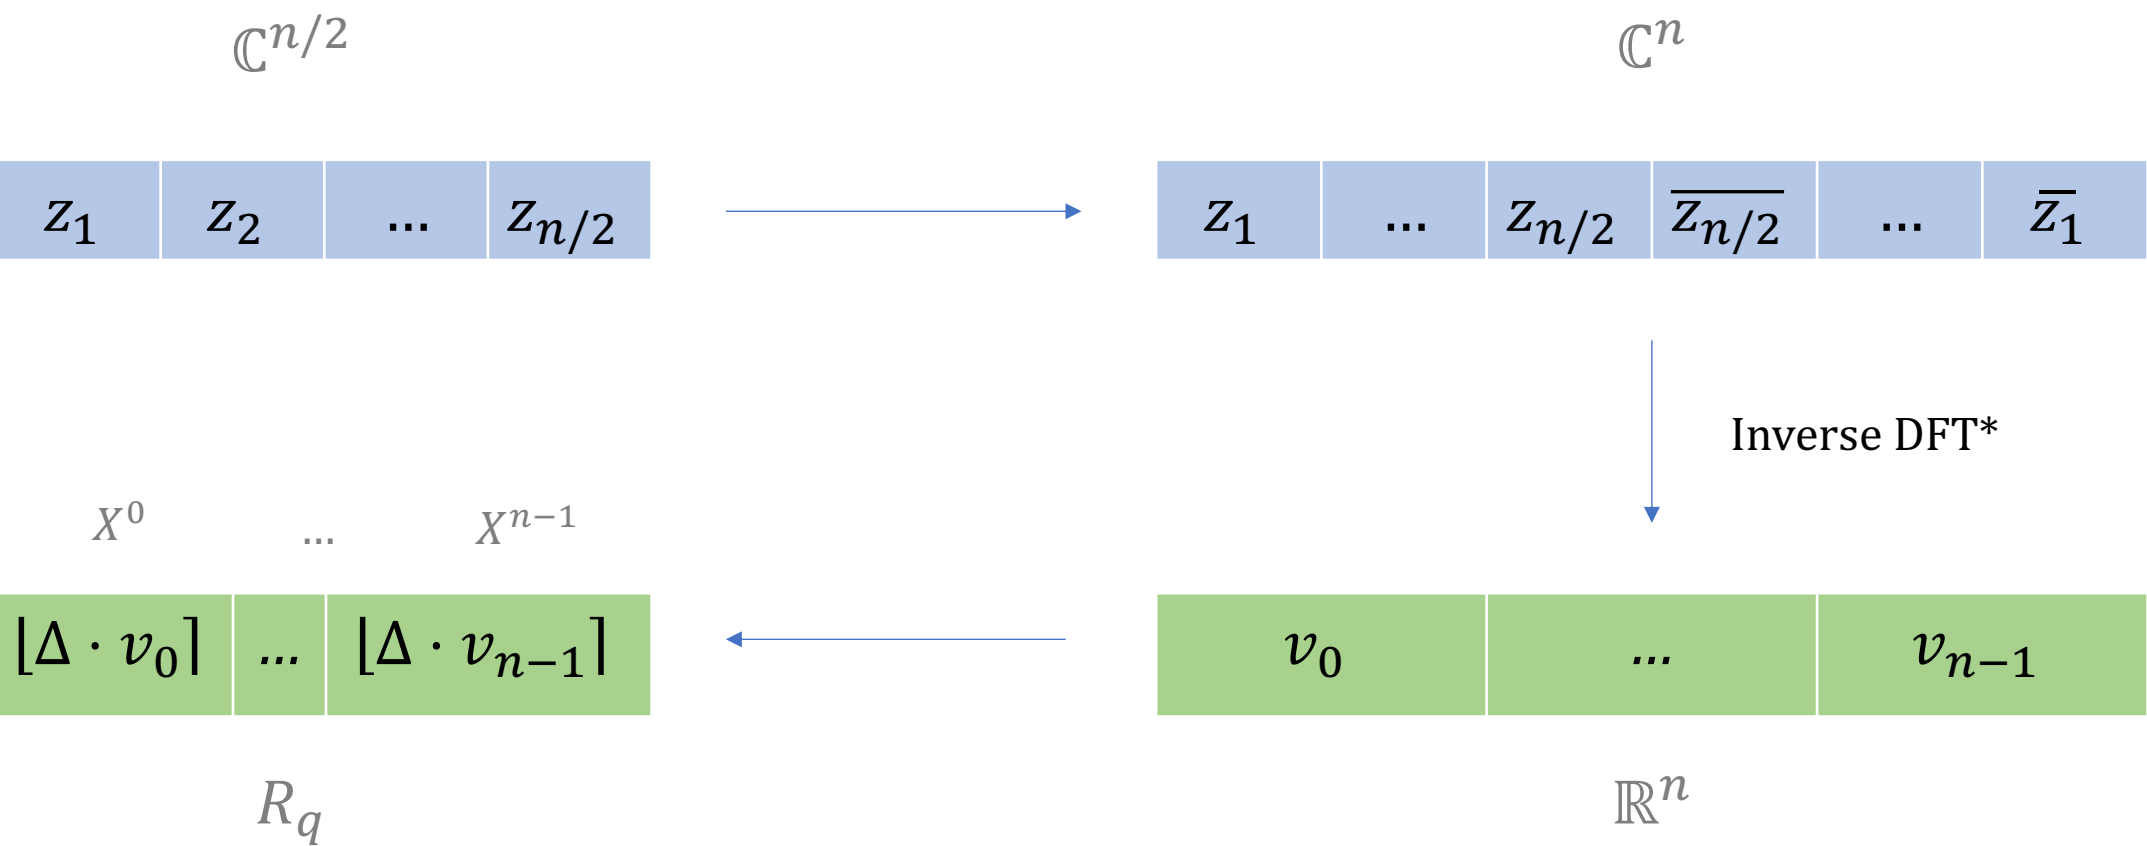 ℂ^{n/2} ℂ^n
z_1 z_2 ... z_{n/2} z_1 ... z_{n/2} \overline{z_{n/2}} ... \overline{z_1}
Inverse DFT*
X^0 ... X^{n−1}
⌊Δ · v_0⌉ ... ⌊Δ · v_{n−1}⌉ v_0 ... v_{n−1}
R_q ℝ^n